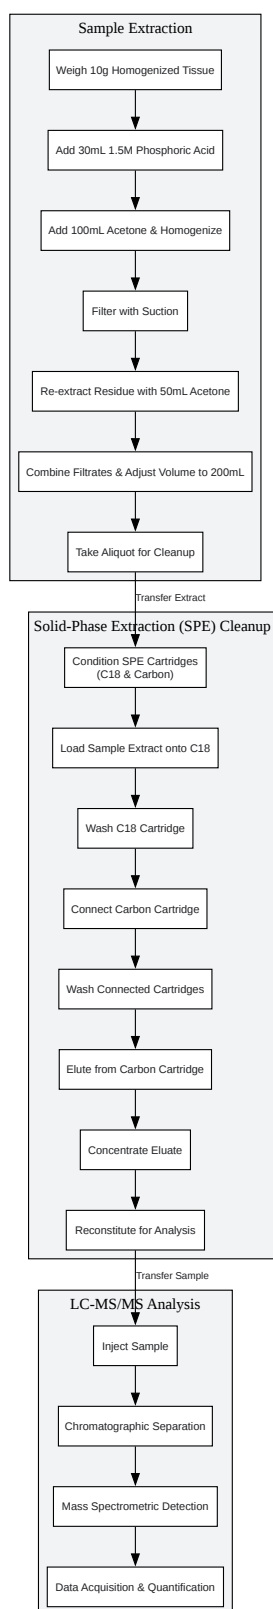 Sample Extraction
Weigh 10g Homogenized Tissue
Add 30mL 1.5M Phosphoric Acid
Add 100mL Acetone & Homogenize
Filter with Suction
Re-extract Residue with 50mL Acetone
Combine Filtrates & Adjust Volume to 200mL
Take Aliquot for Cleanup
Transfer Extract
Solid-Phase Extraction (SPE) Cleanup
Condition SPE Cartridges
(C18 & Carbon)
Load Sample Extract onto C18
Wash C18 Cartridge
Connect Carbon Cartridge
Wash Connected Cartridges
Elute from Carbon Cartridge
Concentrate Eluate
Reconstitute for Analysis
Transfer Sample
LC-MS/MS Analysis
Inject Sample
Chromatographic Separation
Mass Spectrometric Detection
Data Acquisition & Quantification